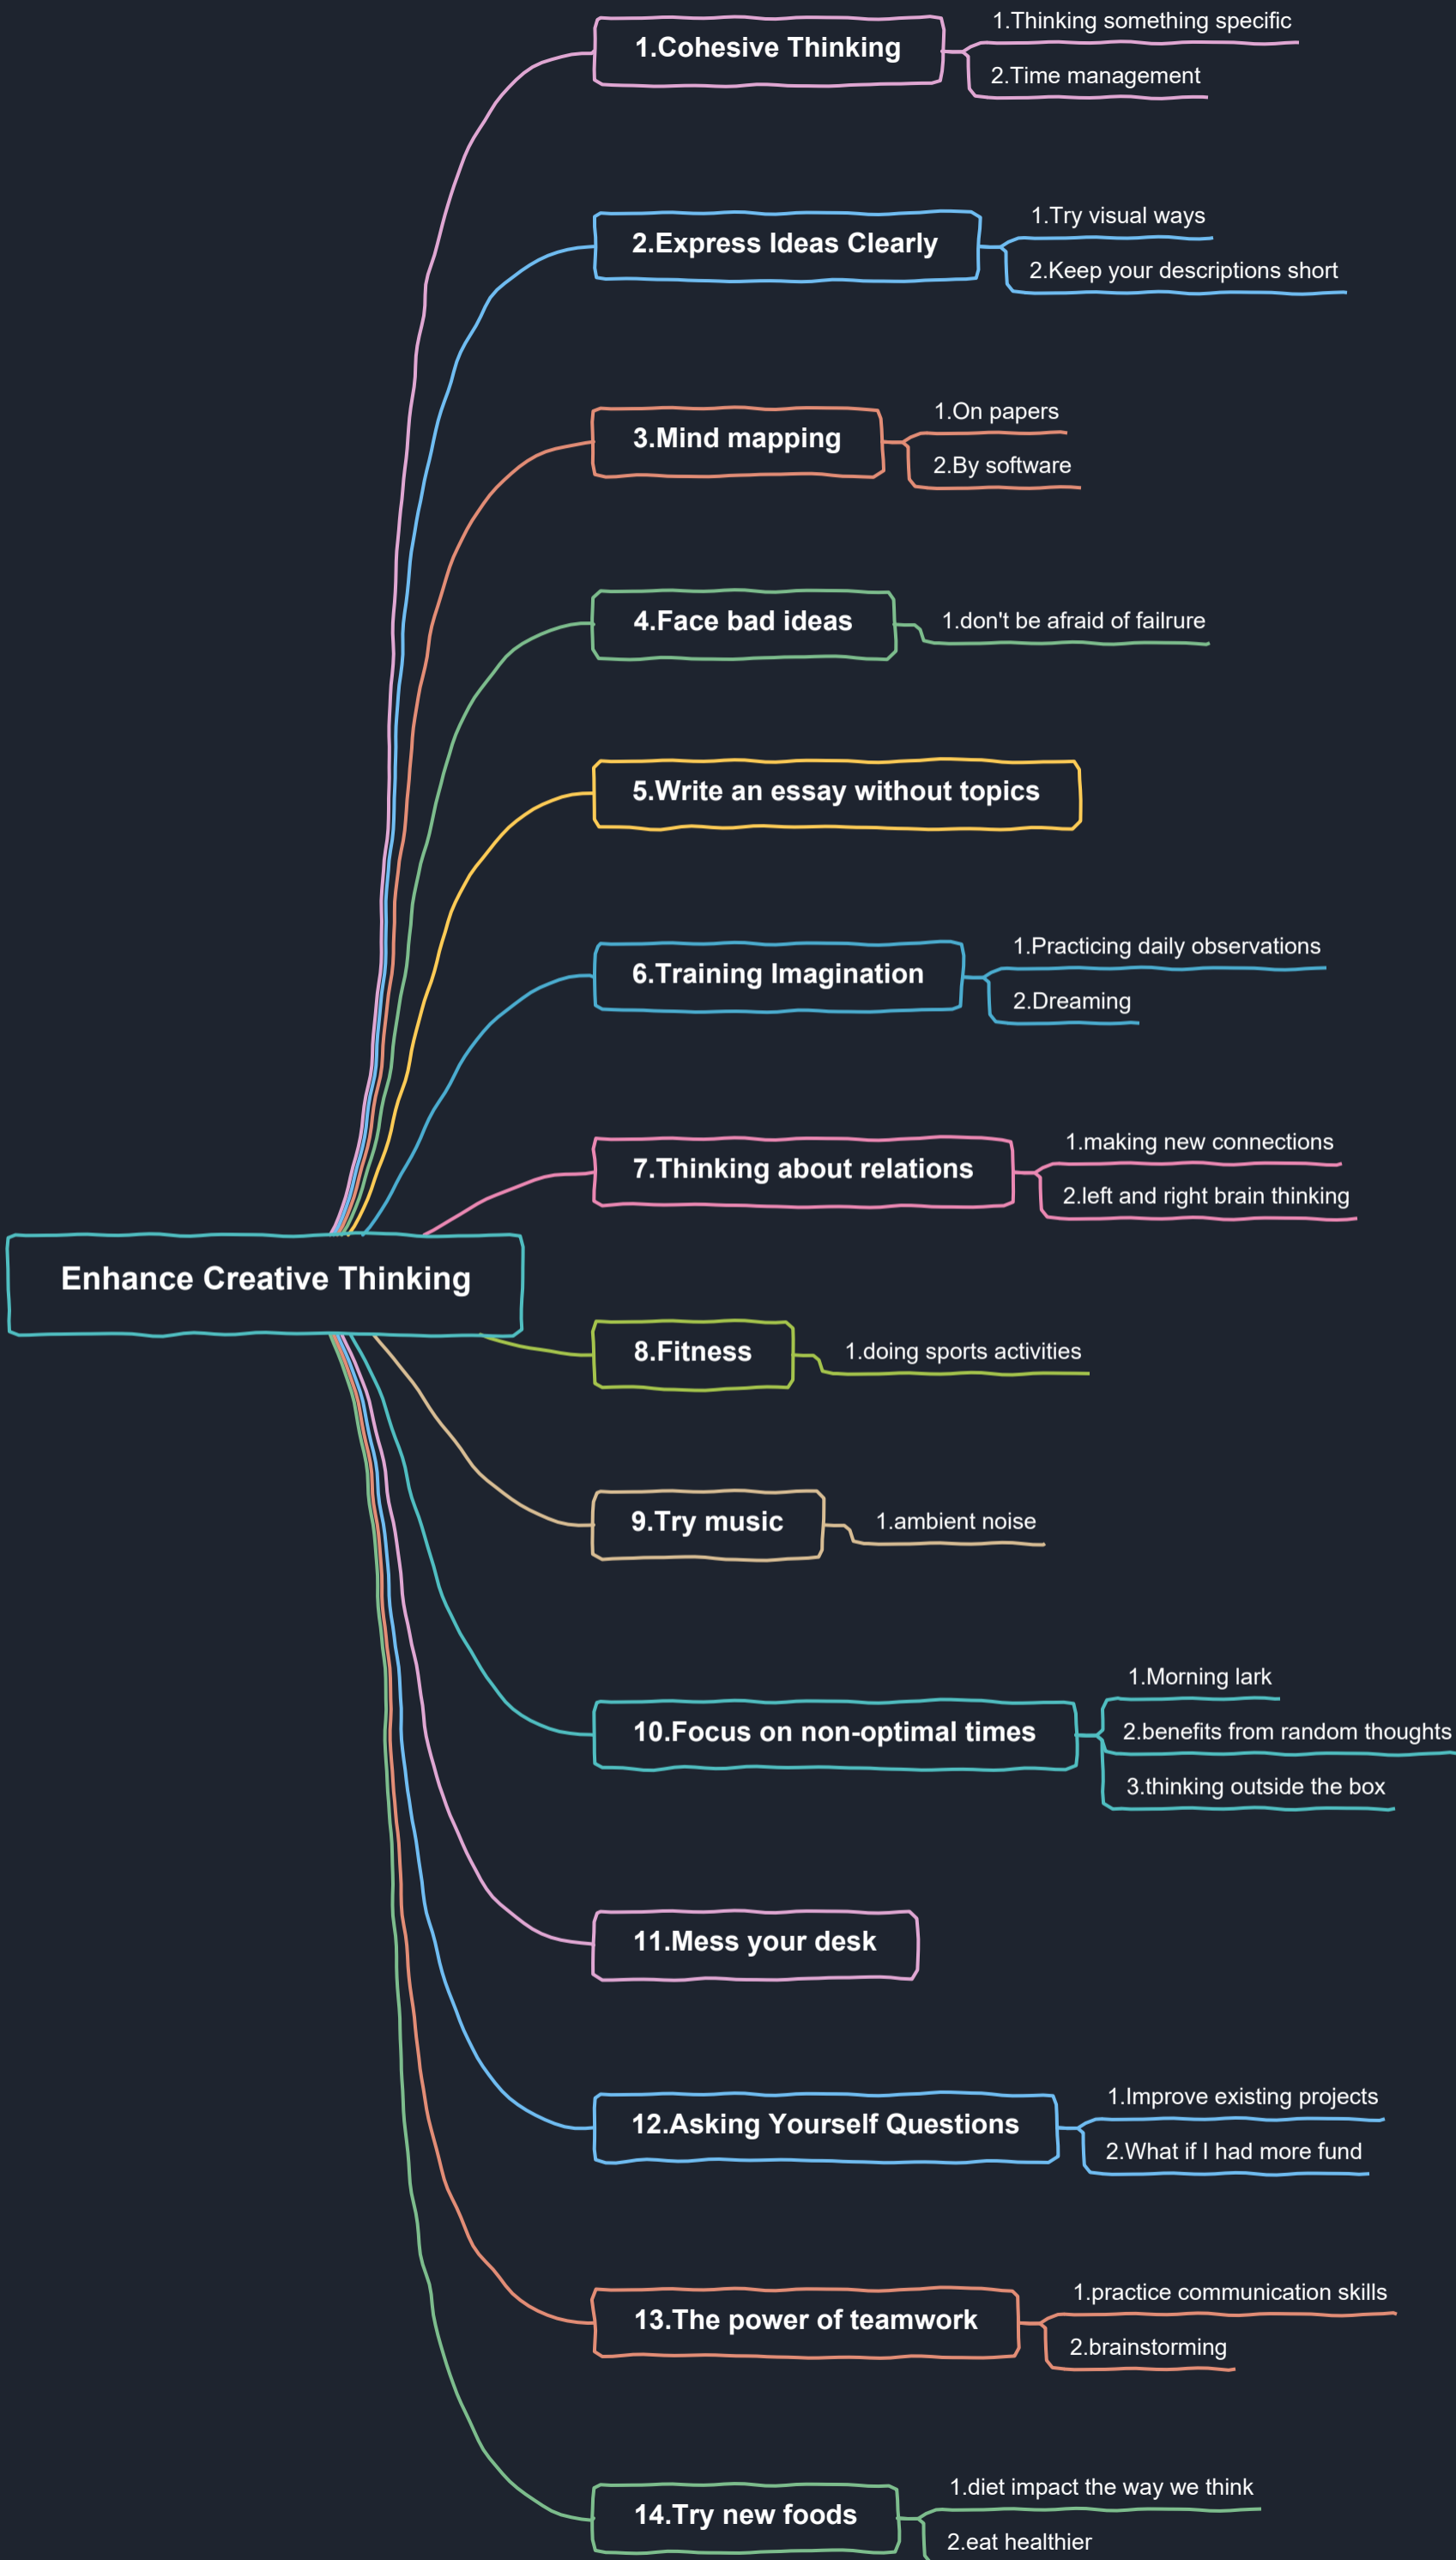 1.Cohesive Thinking
1.Thinking something specific
2.Time management
2.Express Ideas Clearly
1.Try visual ways
2.Keep your descriptions short
3.Mind mapping
1.On papers
2.By software
4.Face bad ideas
1.don't be afraid of failrure
5.Write an essay without topics
6.Training Imagination
1.Practicing daily observations
2.Dreaming
7.Thinking about relations
1.making new connections
2.left and right brain thinking
Enhance Creative Thinking
8.Fitness
1.doing sports activities
9.Try music
1.ambient noise
10.Focus on non-optimal times
1.Morning lark
2.benefits from random thoughts
3.thinking outside the box
11.Mess your desk
12.Asking Yourself Questions
1.Improve existing projects
2.What if I had more fund
13.The power of teamwork
1.practice communication skills
2.brainstorming
14.Try new foods
1.diet impact the way we think
2.eat healthier